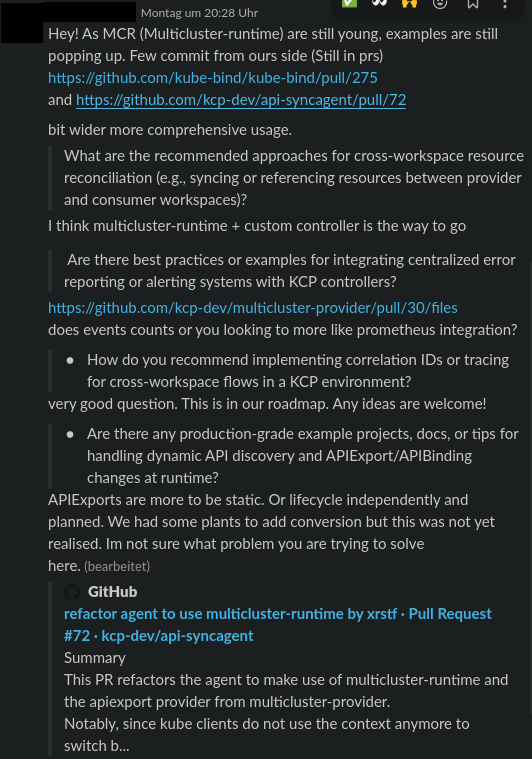 Montag um 20:28 Uhr
Hey! As MCR (Multicluster-runtime) are still young, examples are still
popping up. Few commit from ours side (Still in prs)
https://github.com/kube-bind/kube-bind/pull/275
and https://github.com/kcp-dev/api-syncagent/pull/72
bit wider more comprehensive usage.
What are the recommended approaches for cross-workspace resource
reconciliation (e.g., syncing or referencing resources between provider
and consumer workspaces)?
I think multicluster-runtime + custom controller is the way to go
Are there best practices or examples for integrating centralized error
reporting or alerting systems with KCP controllers?
https://github.com/kcp-dev/multicluster-provider/pull/30/files
does events counts or you looking to more like prometheus integration?
• How do you recommend implementing correlation IDs or tracing
for cross-workspace flows in a KCP environment?
very good question. This is in our roadmap. Any ideas are welcome!
• Are there any production-grade example projects, docs, or tips for
handling dynamic API discovery and APIExport/APIBinding
changes at runtime?
APIExports are more to be static. Or lifecycle independently and
planned. We had some plants to add conversion but this was not yet
realised. Im not sure what problem you are trying to solve
here. (bearbeitet)
GitHub
refactor agent to use multicluster-runtime by xrstf · Pull Request
#72 · kcp-dev/api-syncagent
Summary
This PR refactors the agent to make use of multicluster-runtime and
the apiexport provider from multicluster-provider.
Notably, since kube clients do not use the context anymore to
switch b...